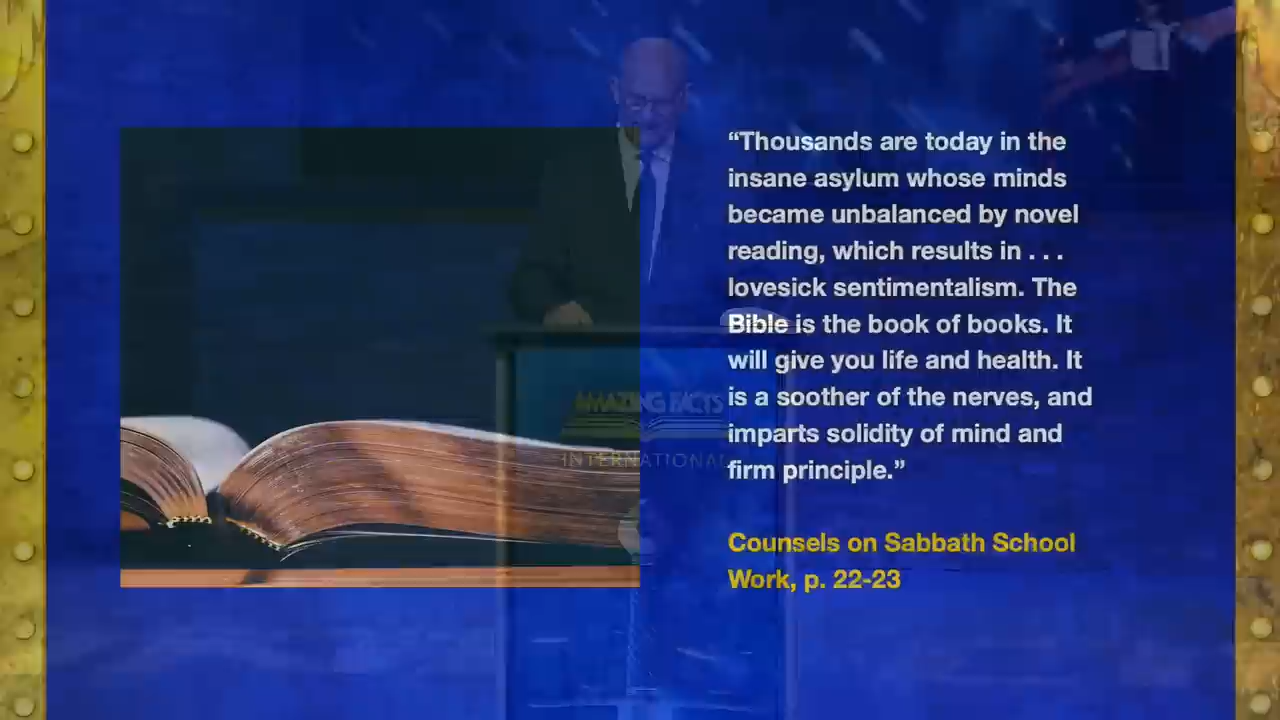 “Thousands are today in the
insane asylum whose minds
became unbalanced by novel
reading, which results in . . .
lovesick sentimentalism. The
Bible is the book of books. It
will give you life and health. It
is a soother of the nerves, and
imparts solidity of mind and
firm principle.”
Counsels on Sabbath School
Work, p. 22-23
AMAZING FACTS
INTERNATIONAL